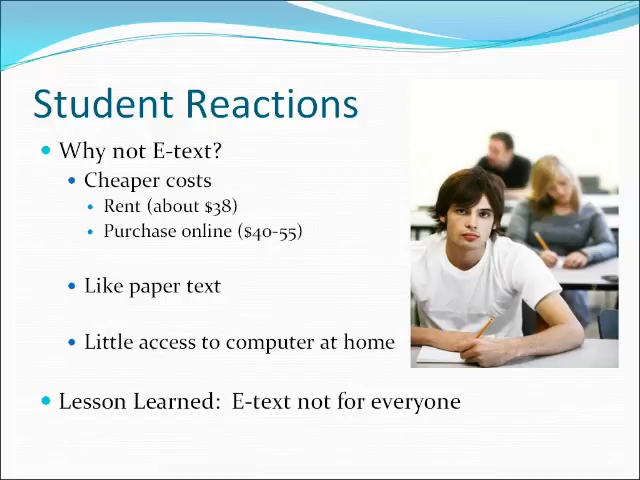 Student Reactions
Why not E-text?
Cheaper costs
Rent (about $38)
Purchase online ($40-55)
Like paper text
Little access to computer at home
Lesson Learned:  E-text not for everyone